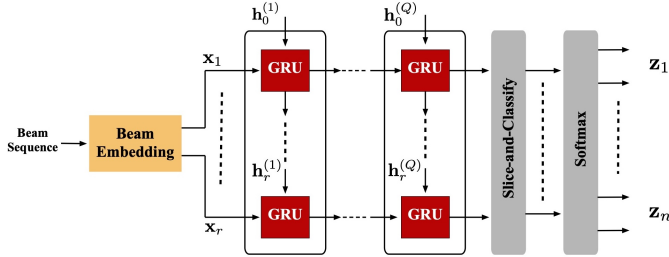 h₀⁽¹⁾
h₀⁽Q⁾
x₁
GRU
GRU
z₁
Beam
Sequence
Beam
Embedding
Slice-and-Classify
Softmax
hᵣ⁽¹⁾
hᵣ⁽Q⁾
xᵣ
GRU
GRU
zₙ